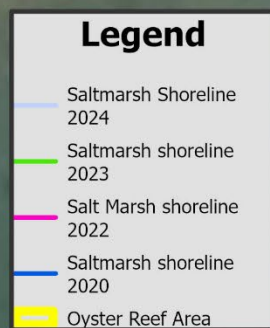 Legend
Saltmarsh Shoreline
2024
Saltmarsh shoreline
2023
Salt Marsh shoreline
2022
Saltmarsh shoreline
2020
Oyster Reef Area